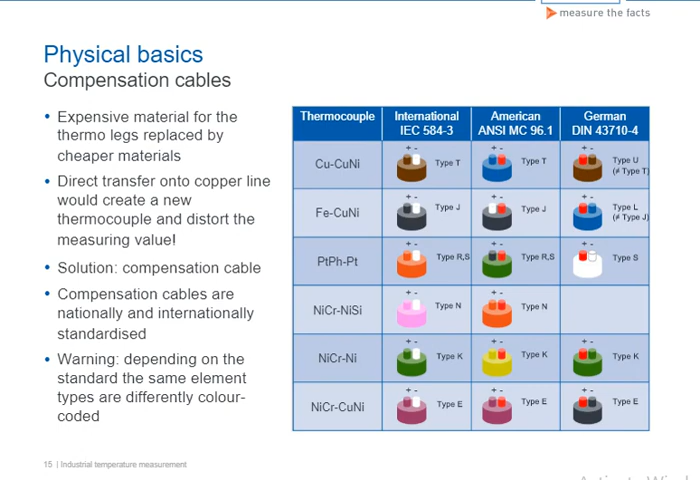 measure the facts
Physical basics
Compensation cables
• Expensive material for the
thermo legs replaced by
cheaper materials
• Direct transfer onto copper line
would create a new
thermocouple and distort the
measuring value!
• Solution: compensation cable
• Compensation cables are
nationally and internationally
standardised
• Warning: depending on the
standard the same element
types are differently colour-
coded
Thermocouple International American German
IEC 584-3 ANSI MC 96.1 DIN 43710-4
+ - + - + -
Cu-CuNi Type T Type T Type U
(≠ Type T)
+ - + - + -
Fe-CuNi Type J Type J Type L
(≠ Type J)
+ - + - + -
PtPh-Pt Type R,S Type R,S Type S
+ - + -
NiCr-NiSi Type N Type N
+ - + - + -
NiCr-Ni Type K Type K Type K
+ - + - + -
NiCr-CuNi Type E Type E Type E
15 | Industrial temperature measurement